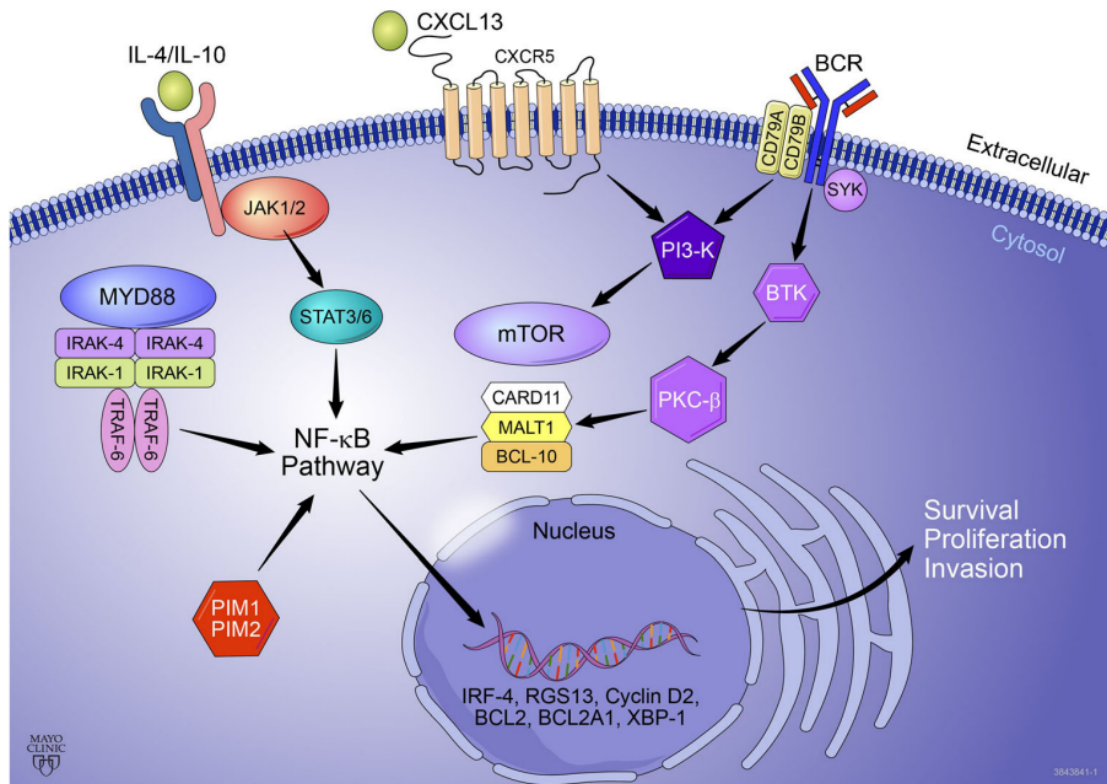 CXCL13
IL-4/IL-10
CXCR5
BCR
CD79A
CD79B
Extracellular
SYK
JAK1/2
Cytosol
PI3-K
MYD88
BTK
STAT3/6
mTOR
IRAK-4 IRAK-4
IRAK-1 IRAK-1
TRAF-6 TRAF-6
CARD11
MALT1
BCL-10
PKC-β
NF-κB
Pathway
Nucleus
Survival
Proliferation
Invasion
PIM1
PIM2
IRF-4, RGS13, Cyclin D2,
BCL2, BCL2A1, XBP-1
MAYO
CLINIC
3843841-1